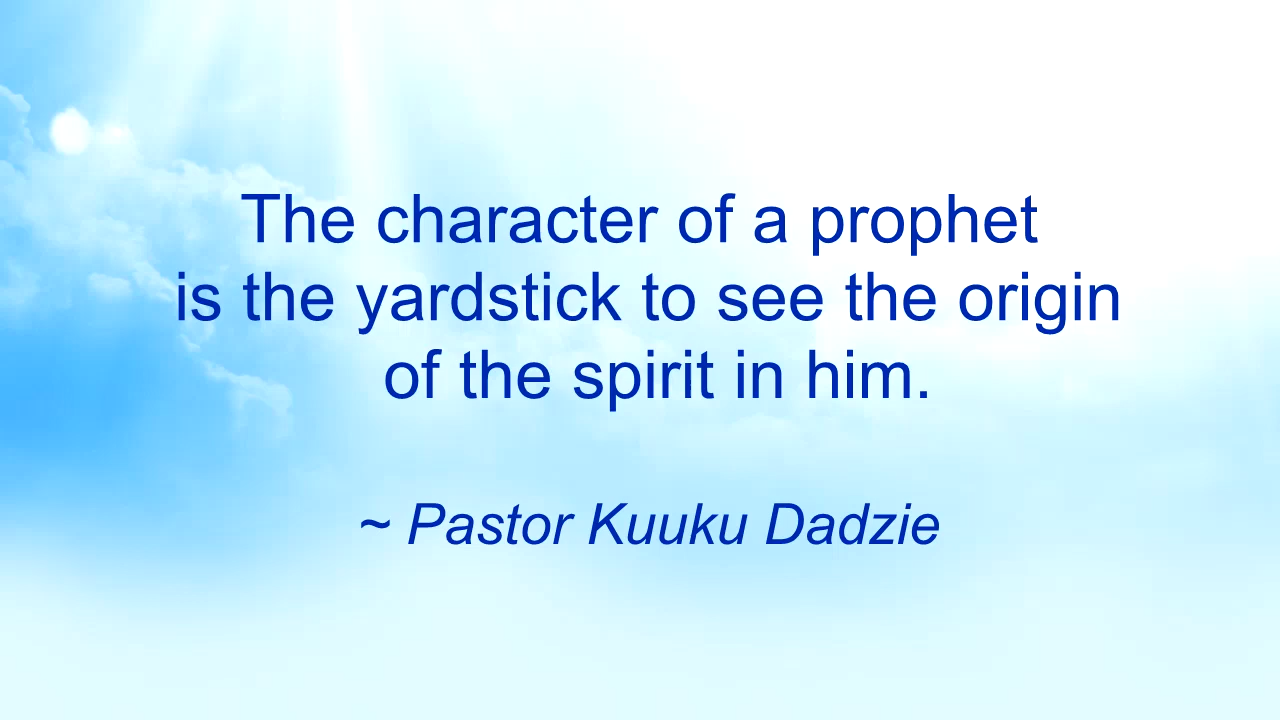 The character of a prophet
is the yardstick to see the origin
of the spirit in him.
~ Pastor Kuuku Dadzie